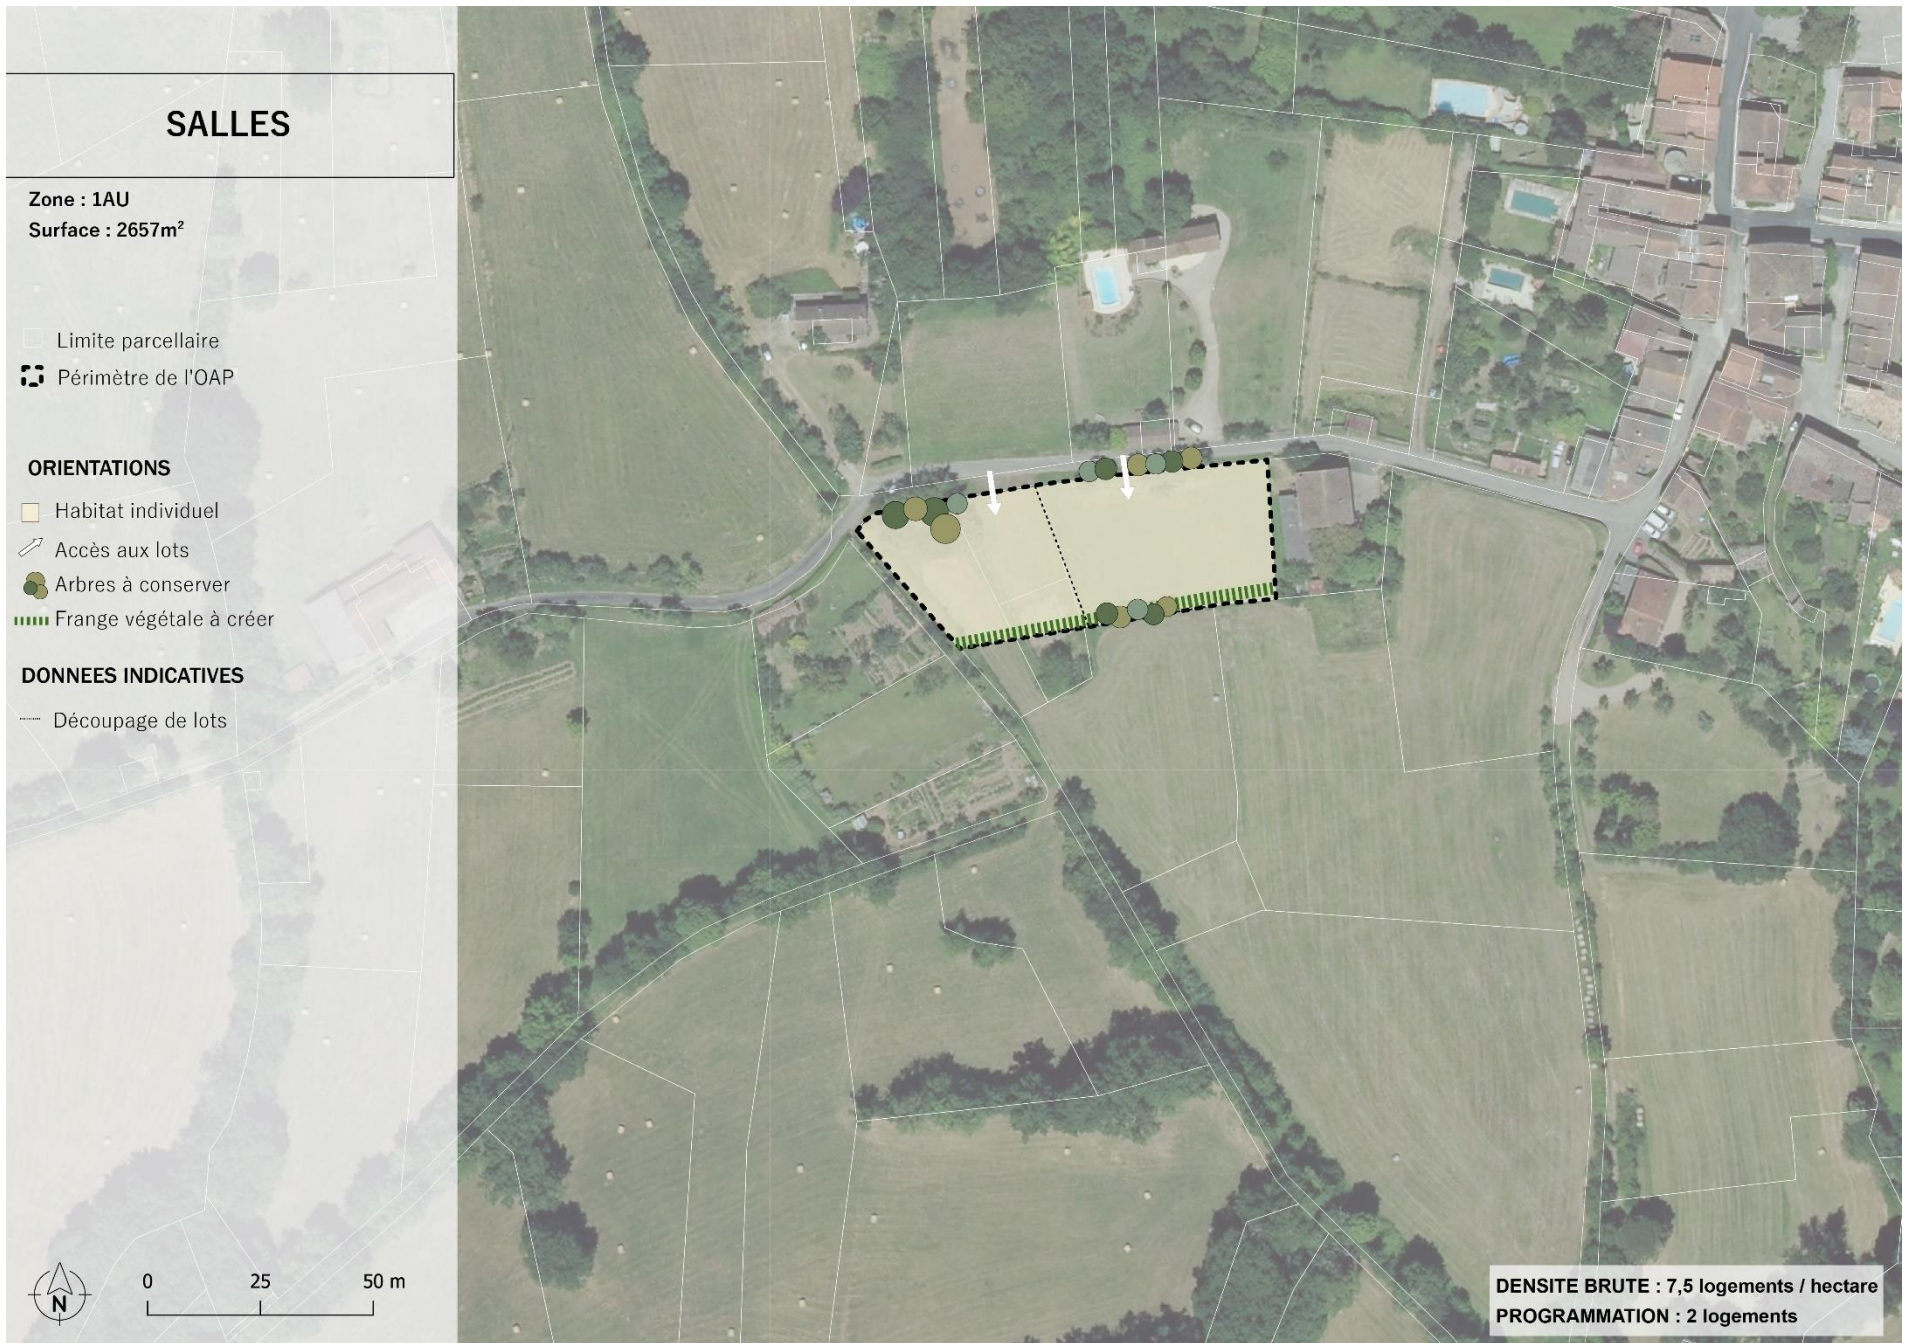 SALLES
Zone : 1AU
Surface : 2657m²
Limite parcellaire
Périmètre de l'OAP
ORIENTATIONS
Habitat individuel
Accès aux lots
Arbres à conserver
Frange végétale à créer
DONNEES INDICATIVES
Découpage de lots
N
0 25 50 m
DENSITE BRUTE : 7,5 logements / hectare
PROGRAMMATION : 2 logements